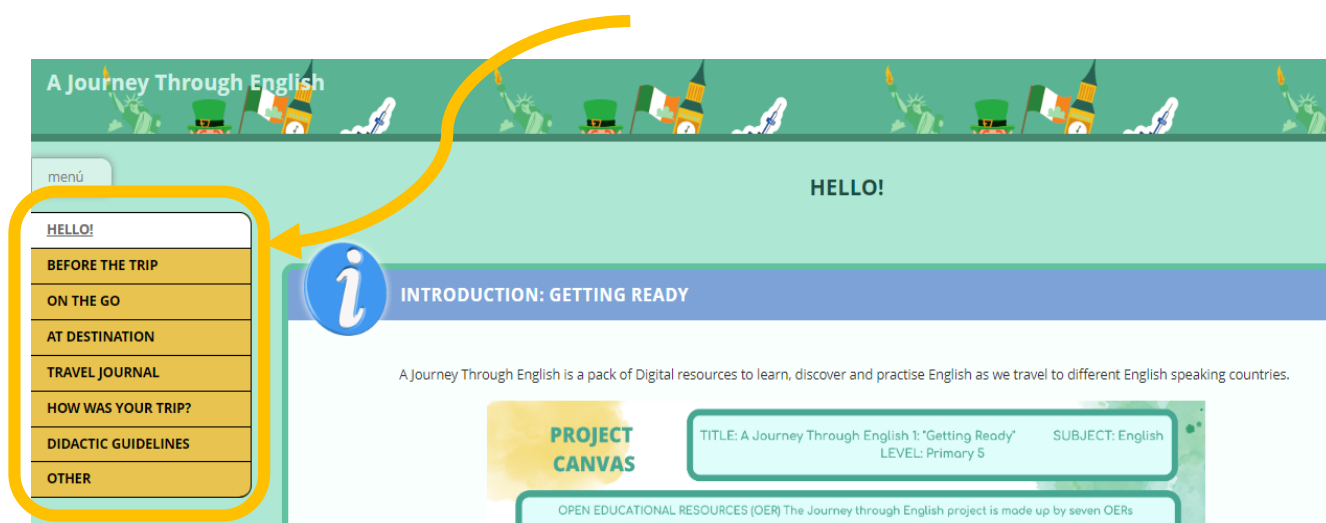 A Journey Through English
menú
HELLO!
HELLO!
BEFORE THE TRIP
ON THE GO
AT DESTINATION
TRAVEL JOURNAL
HOW WAS YOUR TRIP?
DIDACTIC GUIDELINES
OTHER
INTRODUCTION: GETTING READY
A Journey Through English is a pack of Digital resources to learn, discover and practise English as we travel to different English speaking countries.
PROJECT
CANVAS
TITLE: A Journey Through English 1: "Getting Ready" SUBJECT: English
LEVEL: Primary 5
OPEN EDUCATIONAL RESOURCES (OER) The Journey through English project is made up by seven OERs